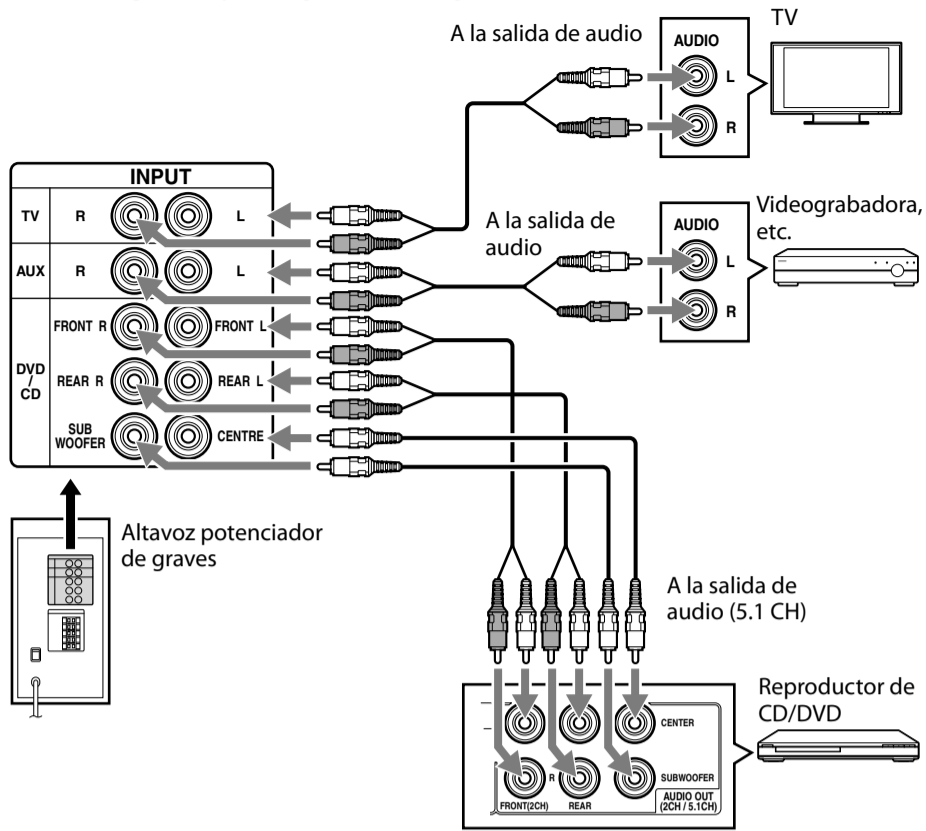 A la salida de audio
AUDIO
L
R
TV
INPUT
TV R L
AUX R L
DVD
/
CD
FRONT R FRONT L
REAR R REAR L
SUB
WOOFER
CENTRE
A la salida de
audio
AUDIO
L
R
Videograbadora,
etc.
Altavoz potenciador
de graves
A la salida de
audio (5.1 CH)
CENTER
R
SUBWOOFER
FRONT(2CH) REAR
AUDIO OUT
(2CH / 5.1CH)
Reproductor de
CD/DVD